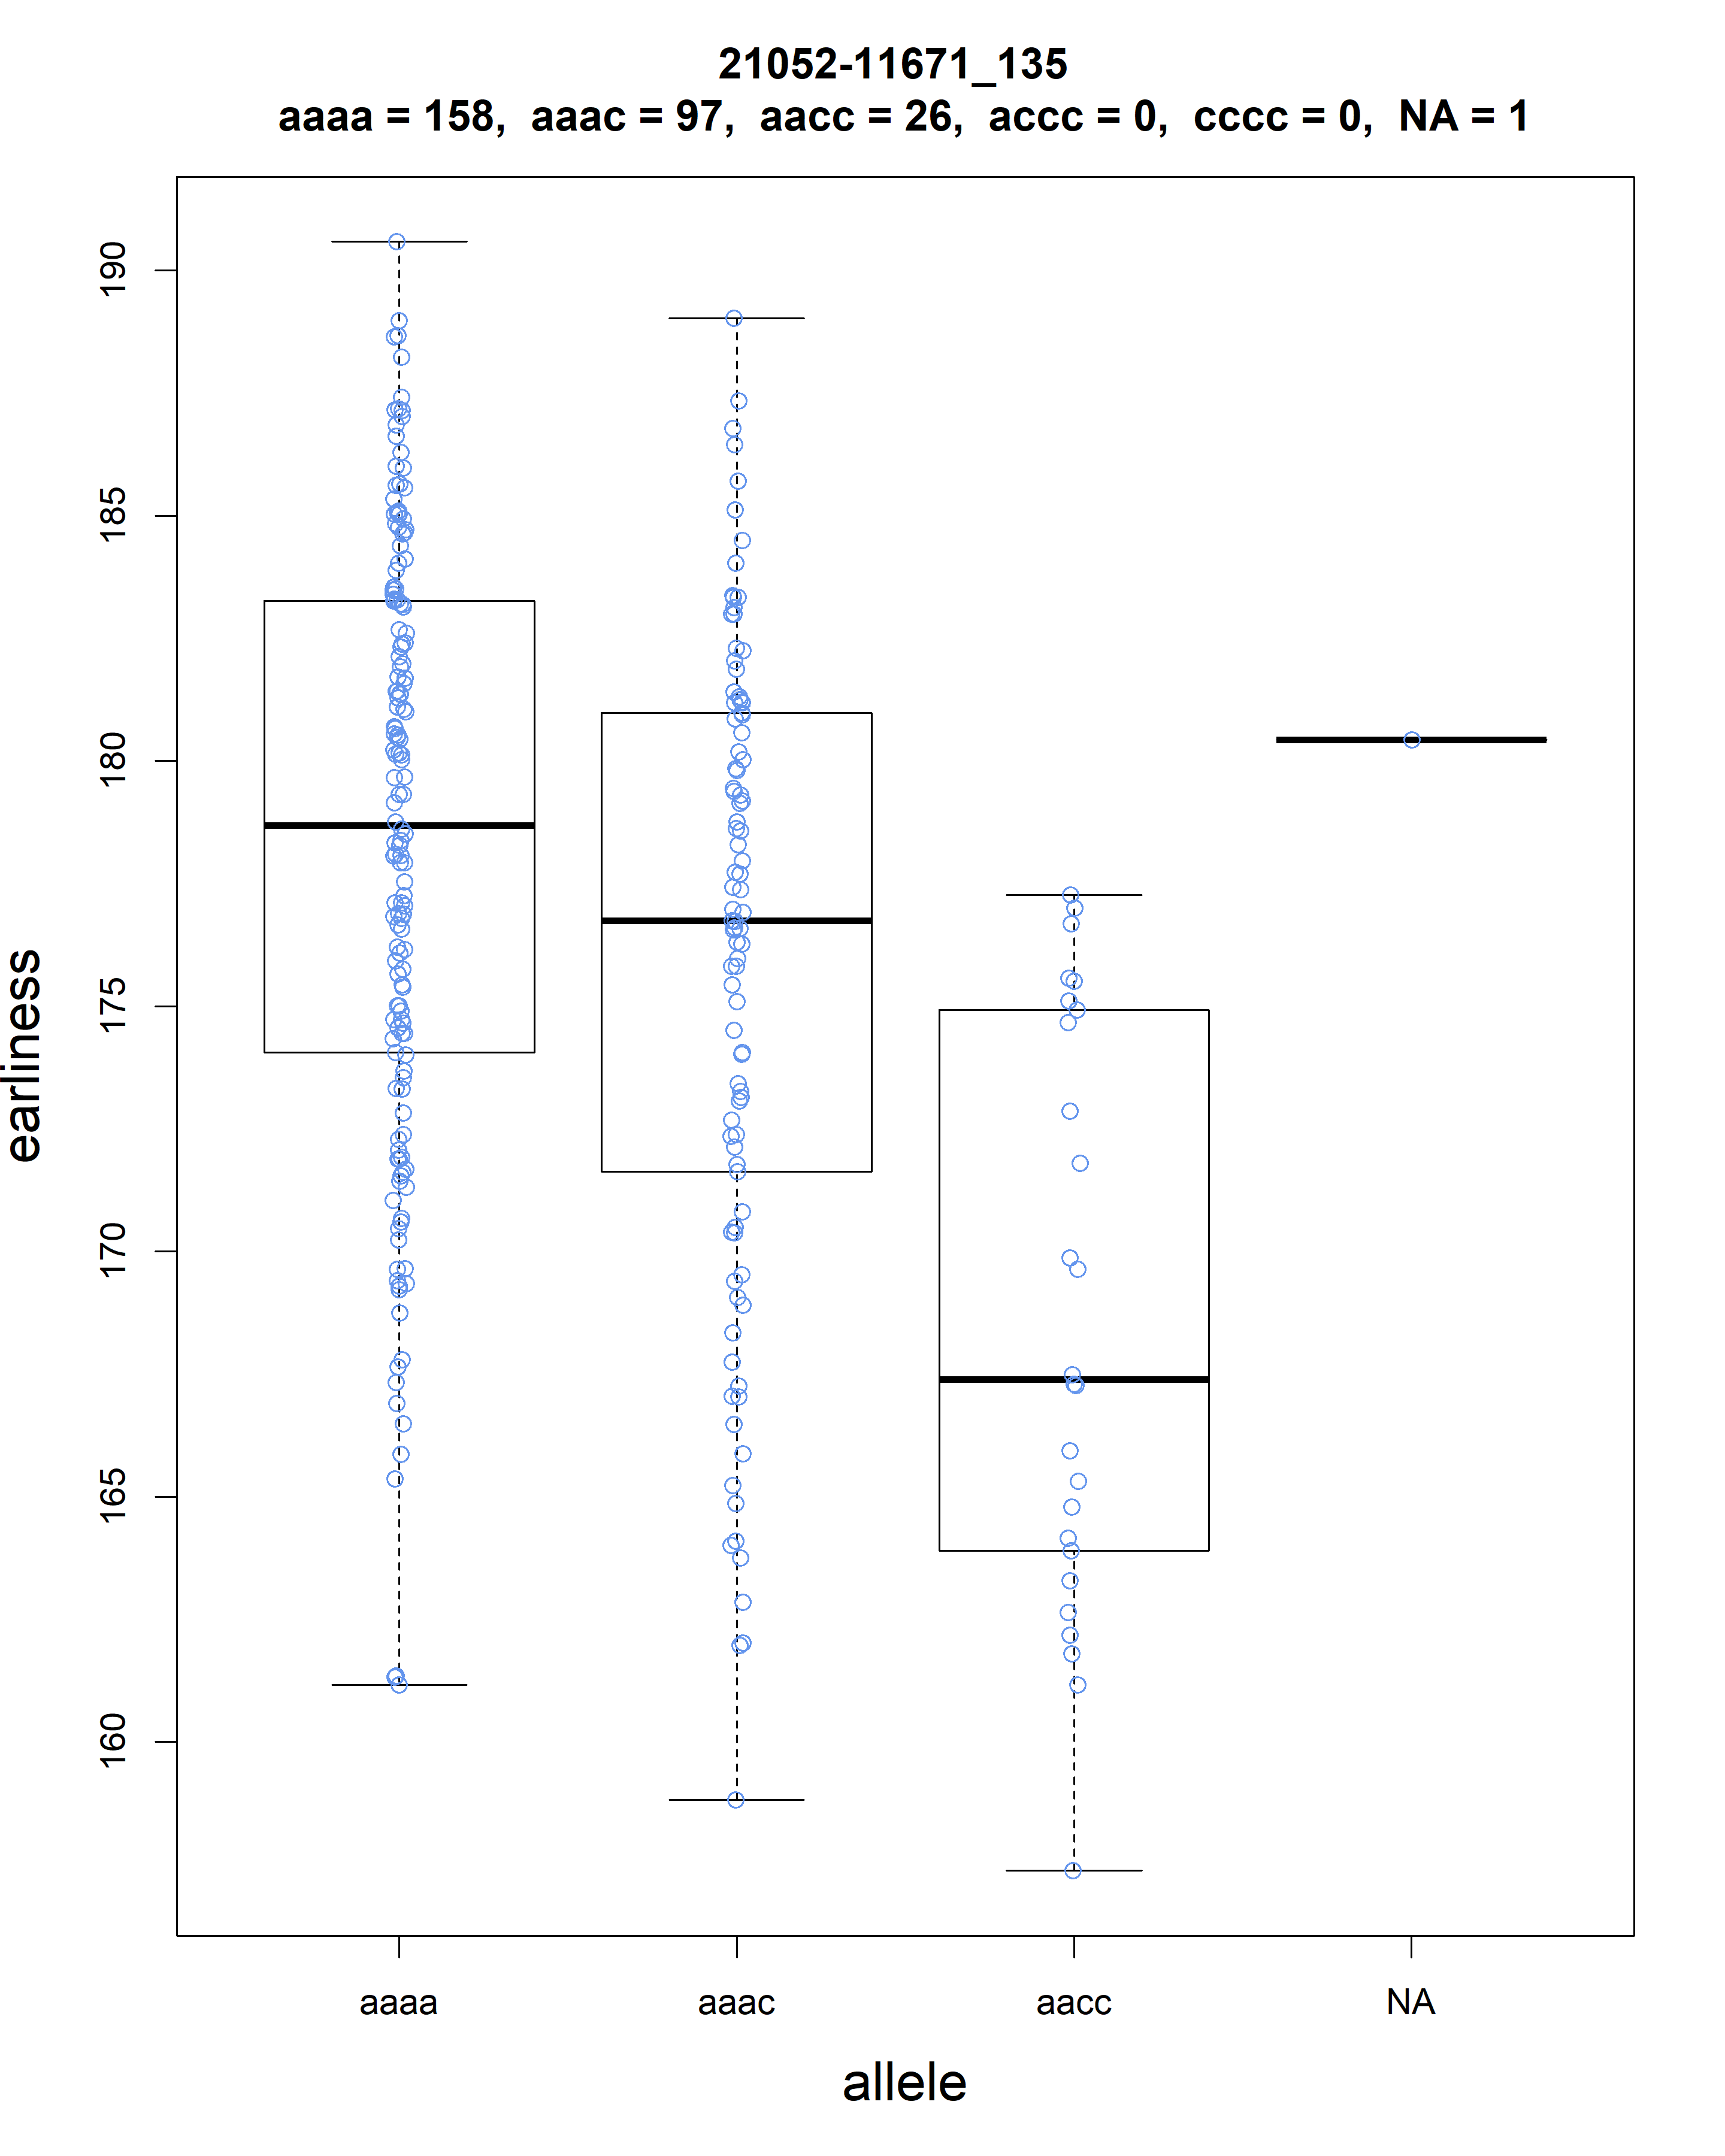 21052-11671_135
aaaa = 158, aaac = 97, aacc = 26, accc = 0, cccc = 0, NA = 1
earliness
190
185
180
175
170
165
160
aaaa aaac aacc NA
allele